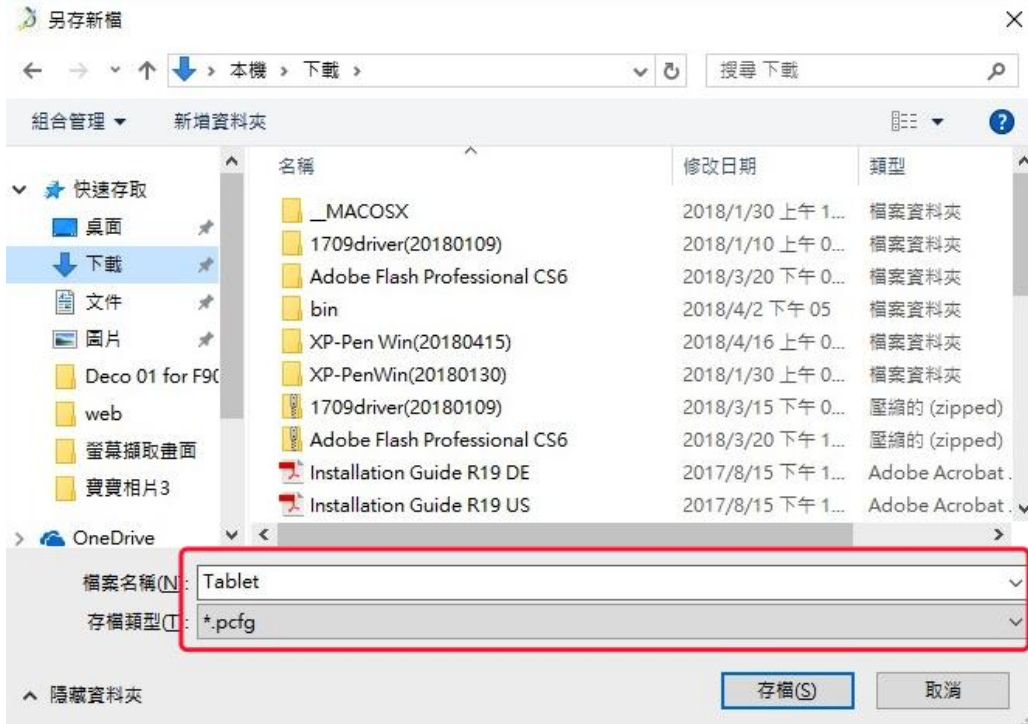 另存新檔
本機 › 下載 ›
搜尋 下載
組合管理
新增資料夾
快速存取
桌面
下載
文件
圖片
Deco 01 for F90
web
螢幕擷取畫面
寶寶相片3
OneDrive
名稱 修改日期 類型
__MACOSX 2018/1/30 上午 1... 檔案資料夾
1709driver(20180109) 2018/1/10 上午 0... 檔案資料夾
Adobe Flash Professional CS6 2018/3/20 下午 0... 檔案資料夾
bin 2018/4/2 下午 05 檔案資料夾
XP-Pen Win(20180415) 2018/4/16 上午 0... 檔案資料夾
XP-PenWin(20180130) 2018/1/30 上午 0... 檔案資料夾
1709driver(20180109) 2018/3/15 下午 0... 壓縮的 (zipped)
Adobe Flash Professional CS6 2018/3/20 下午 1... 壓縮的 (zipped)
Installation Guide R19 DE 2017/8/15 下午 1... Adobe Acrobat .
Installation Guide R19 US 2017/8/15 下午 1... Adobe Acrobat .
檔案名稱(N): Tablet
存檔類型(T): *.pcfg
隱藏資料夾
存檔(S)
取消